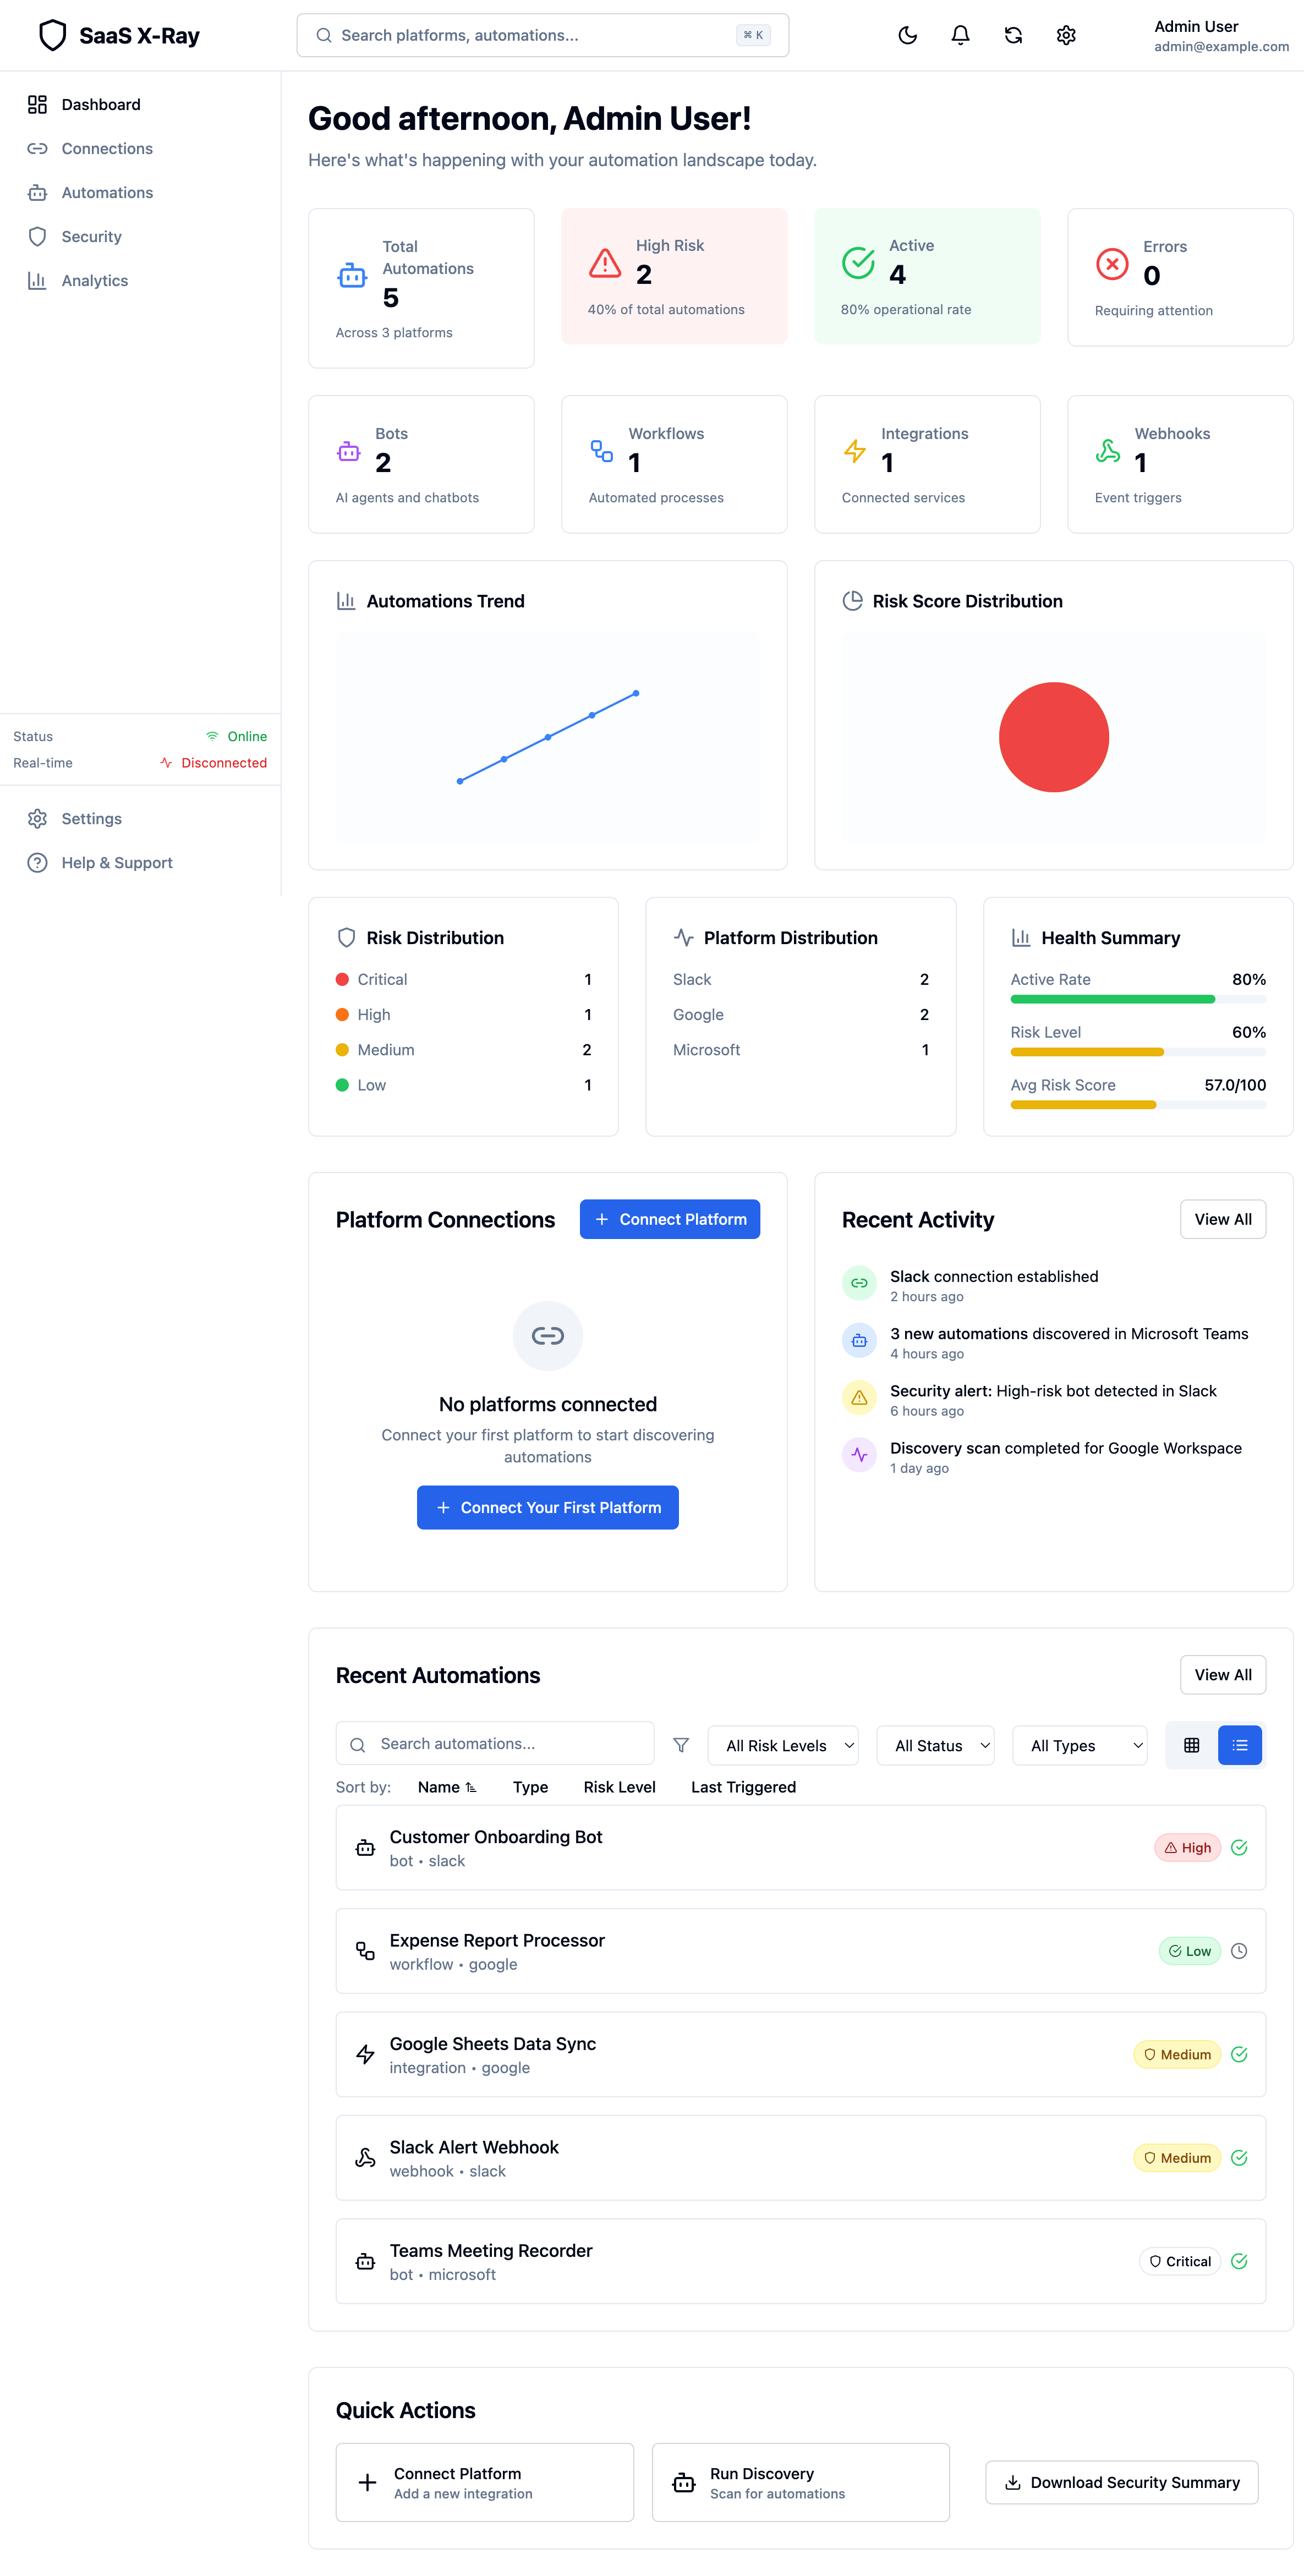 SaaS X-Ray
Search platforms, automations...
⌘ K
Admin User
admin@example.com
Dashboard
Connections
Automations
Security
Analytics
Status
Online
Real-time
Disconnected
Settings
Help & Support
Good afternoon, Admin User!
Here's what's happening with your automation landscape today.
Total
Automations
5
Across 3 platforms
High Risk
2
40% of total automations
Active
4
80% operational rate
Errors
0
Requiring attention
Bots
2
AI agents and chatbots
Workflows
1
Automated processes
Integrations
1
Connected services
Webhooks
1
Event triggers
Automations Trend
Risk Score Distribution
Risk Distribution
Critical 1
High 1
Medium 2
Low 1
Platform Distribution
Slack 2
Google 2
Microsoft 1
Health Summary
Active Rate 80%
Risk Level 60%
Avg Risk Score 57.0/100
Platform Connections
Connect Platform
No platforms connected
Connect your first platform to start discovering
automations
Connect Your First Platform
Recent Activity
View All
Slack connection established
2 hours ago
3 new automations discovered in Microsoft Teams
4 hours ago
Security alert: High-risk bot detected in Slack
6 hours ago
Discovery scan completed for Google Workspace
1 day ago
Recent Automations
View All
Search automations...
All Risk Levels
All Status
All Types
Sort by: Name Type Risk Level Last Triggered
Customer Onboarding Bot
bot • slack
High
Expense Report Processor
workflow • google
Low
Google Sheets Data Sync
integration • google
Medium
Slack Alert Webhook
webhook • slack
Medium
Teams Meeting Recorder
bot • microsoft
Critical
Quick Actions
Connect Platform
Add a new integration
Run Discovery
Scan for automations
Download Security Summary